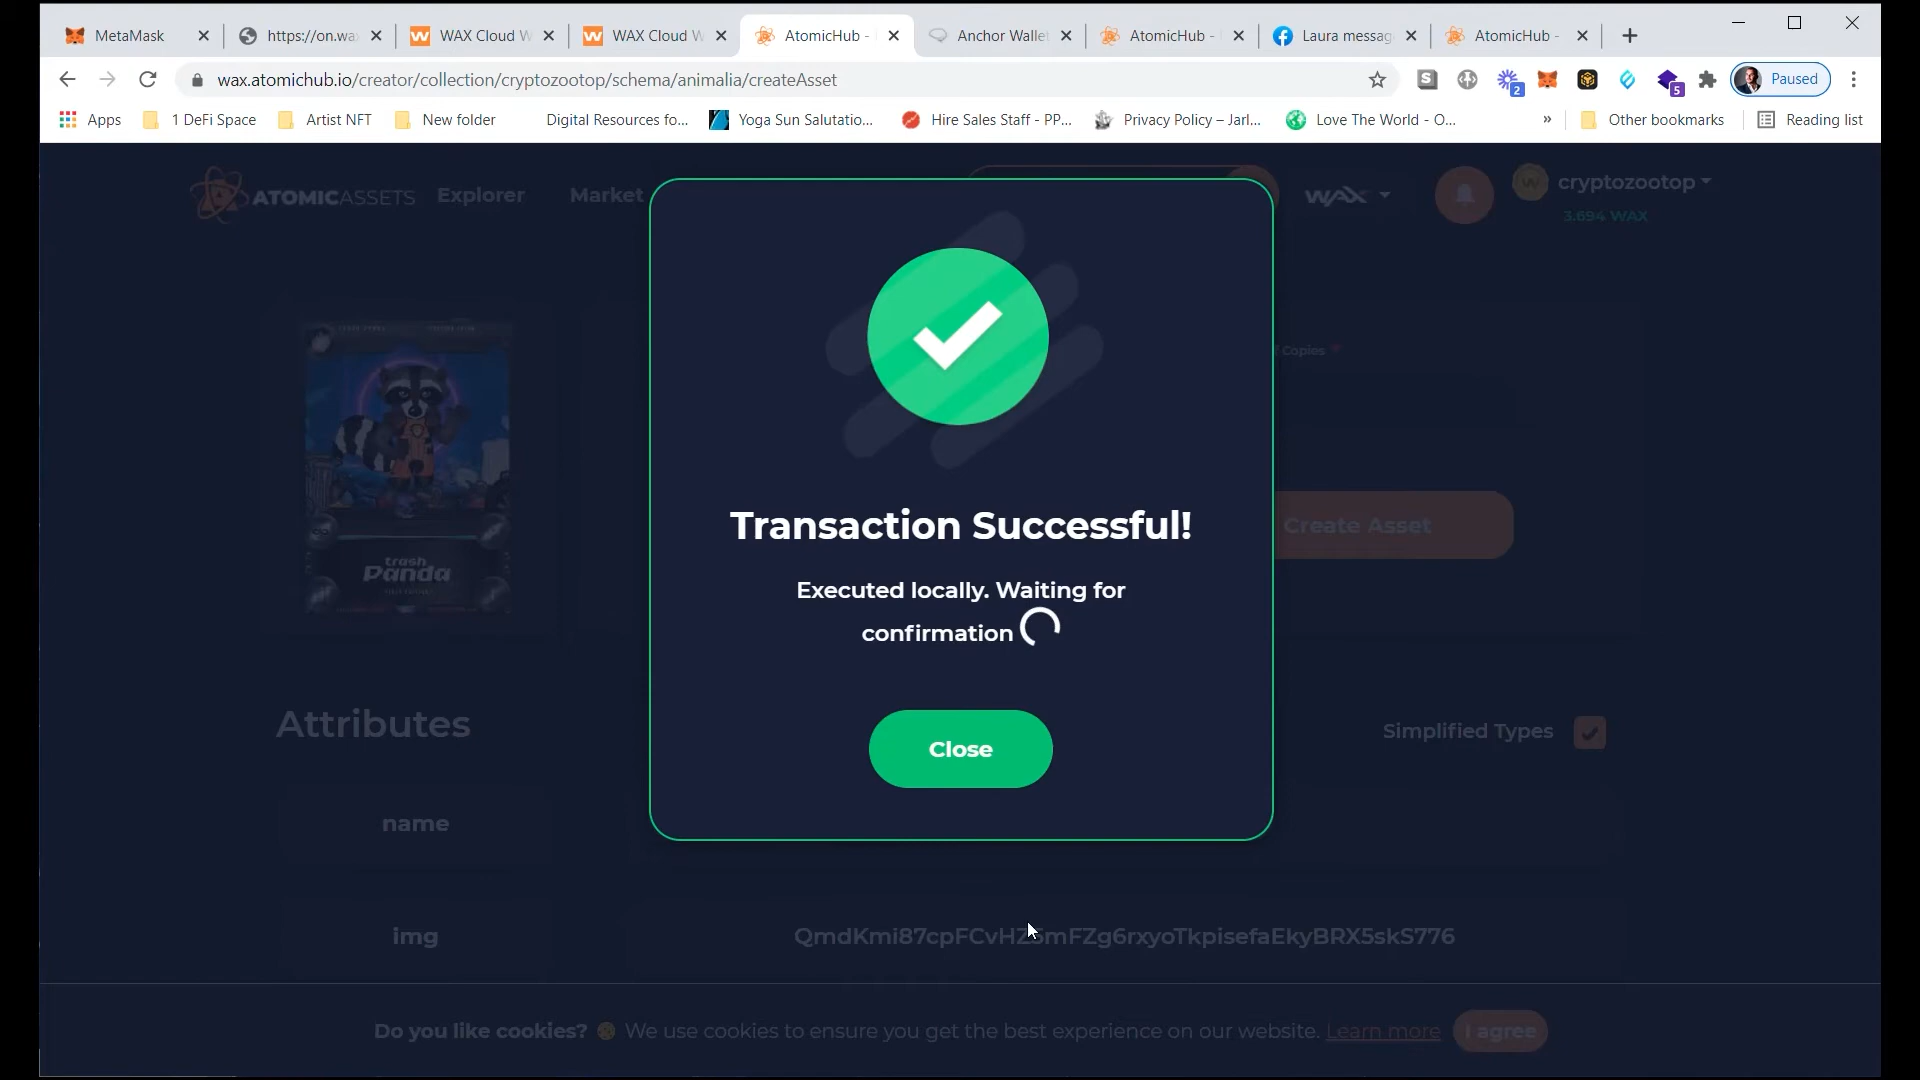 MetaMask
https://on.wa
WAX Cloud W
WAX Cloud W
AtomicHub -
Anchor Wallet
AtomicHub -
Laura messag
AtomicHub -
wax.atomichub.io/creator/collection/cryptozootop/schema/animalia/createAsset
2
5
Paused
Apps
1 DeFi Space
Artist NFT
New folder
Digital Resources fo...
Yoga Sun Salutatio...
Hire Sales Staff - PP...
Privacy Policy – Jarl...
Love The World - O...
»
Other bookmarks
Reading list
ATOMICASSETS
Explorer
Market
WAX
cryptozootop
3.694 WAX
Copies *
trash
Panda
Create Asset
Transaction Successful!
Executed locally. Waiting for
confirmation
Close
Attributes
Simplified Types
name
img
QmdKmi87cpFCvHZ5mFZg6rxyoTkpisefaEkyBRX5skS776
Do you like cookies? We use cookies to ensure you get the best experience on our website. Learn more
I agree